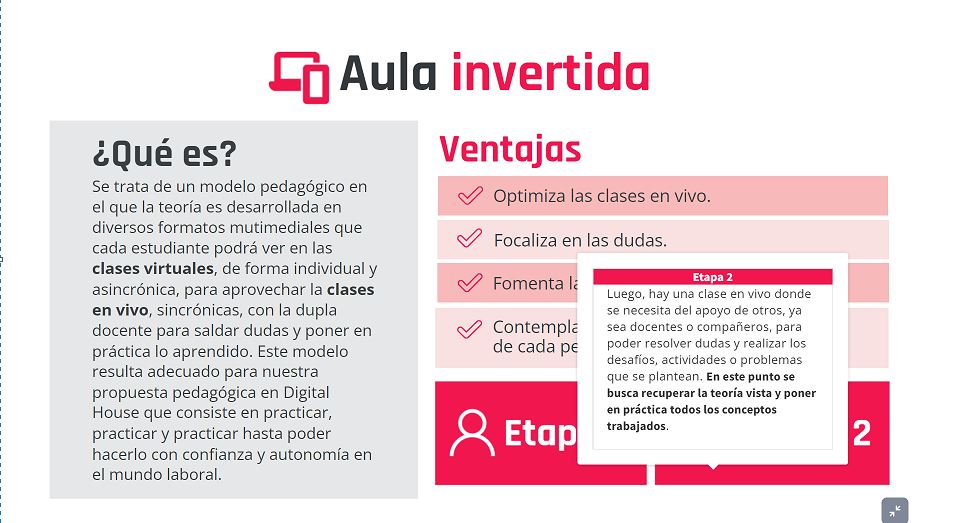 Aula invertida
¿Qué es?
Se trata de un modelo pedagógico en
el que la teoría es desarrollada en
diversos formatos mutimediales que
cada estudiante podrá ver en las
clases virtuales, de forma individual y
asincrónica, para aprovechar la clases
en vivo, sincrónicas, con la dupla
docente para saldar dudas y poner en
práctica lo aprendido. Este modelo
resulta adecuado para nuestra
propuesta pedagógica en Digital
House que consiste en practicar,
practicar y practicar hasta poder
hacerlo con confianza y autonomía en
el mundo laboral.
Ventajas
Optimiza las clases en vivo.
Focaliza en las dudas.
Fomenta la
Contempla
de cada pe
Etapa 2
Luego, hay una clase en vivo donde
se necesita del apoyo de otros, ya
sea docentes o compañeros, para
poder resolver dudas y realizar los
desafíos, actividades o problemas
que se plantean. En este punto se
busca recuperar la teoría vista y poner
en práctica todos los conceptos
trabajados.
Etap
2